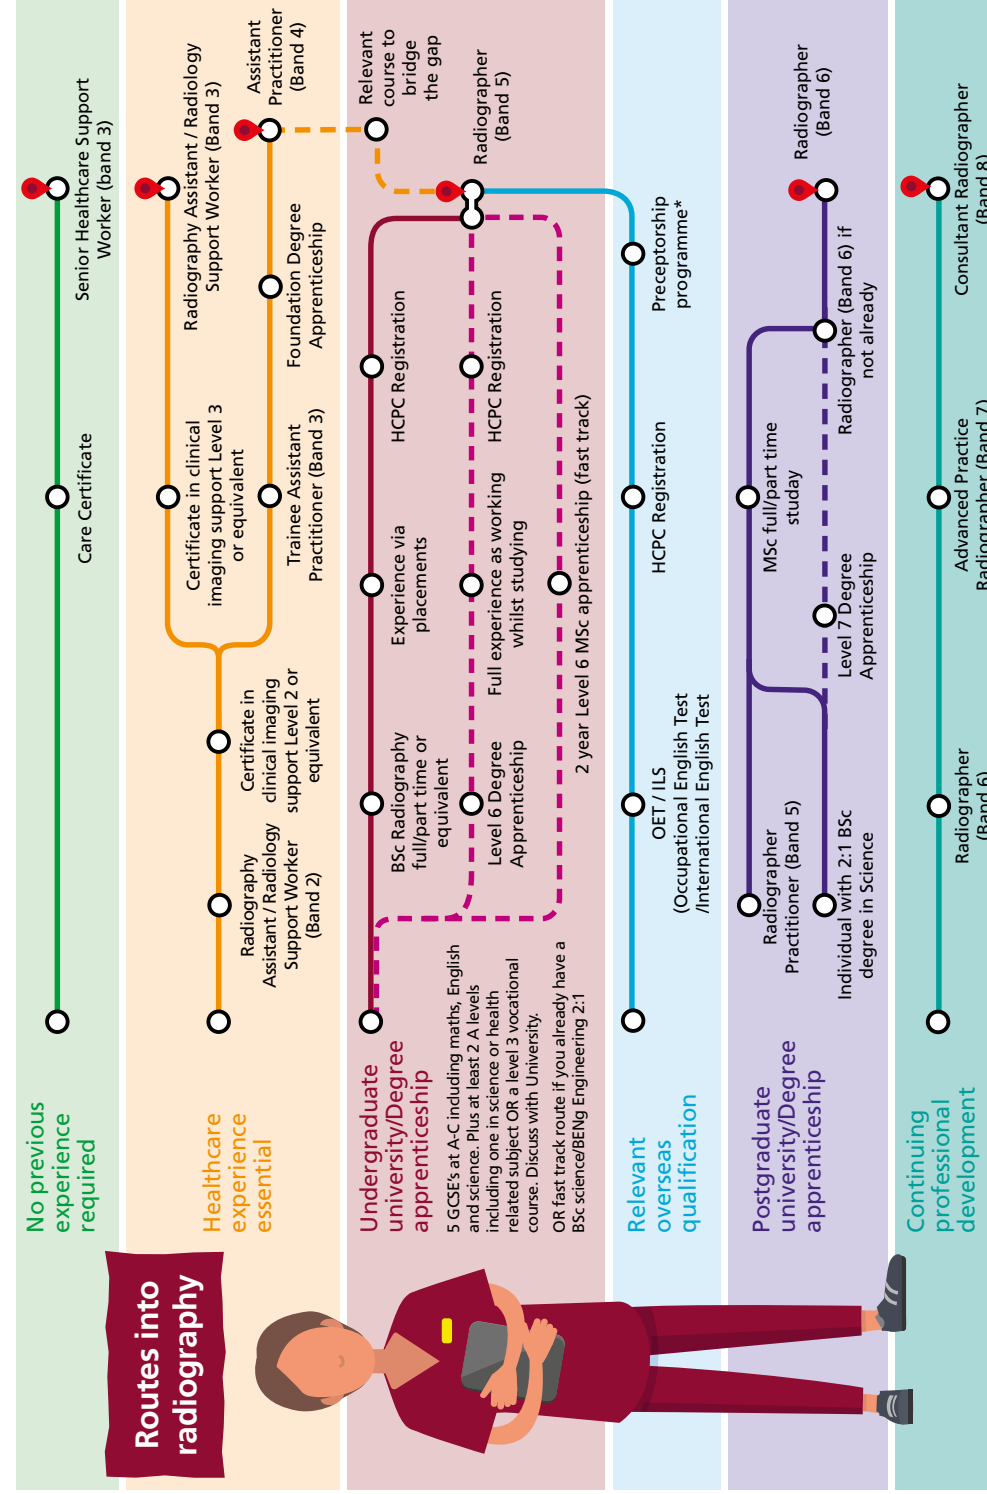 Routes into
radiography
No previous
experience
required
Care Certificate
Senior Healthcare Support
Worker (band 3)
Healthcare
experience
essential
Radiography
Assistant / Radiology
Support Worker
(Band 2)
Certificate in
clinical imaging
support Level 2 or
equivalent
Certificate in clinical
imaging support Level 3
or equivalent
Radiography Assistant / Radiology
Support Worker (Band 3)
Trainee Assistant
Practitioner (Band 3)
Foundation Degree
Apprenticeship
Assistant
Practitioner
(Band 4)
Undergraduate
university/Degree
apprenticeship
5 GCSE's at A-C including maths, English
and science. Plus at least 2 A levels
including one in science or health
related subject OR a level 3 vocational
course. Discuss with University.
OR fast track route if you already have a
BSc science/BENg Engineering 2:1
BSc Radiography
full/part time or
equivalent
Experience via
placements
HCPC Registration
Relevant
course to
bridge
the gap
Level 6 Degree
Apprenticeship
Full experience as working
whilst studying
HCPC Registration
Radiographer
(Band 5)
2 year Level 6 MSc apprenticeship (fast track)
Relevant
overseas
qualification
OET / ILS
(Occupational English Test
/International English Test
HCPC Registration
Preceptorship
programme*
Postgraduate
university/Degree
apprenticeship
Radiographer
Practitioner (Band 5)
MSc full/part time
studay
Individual with 2:1 BSc
degree in Science
Level 7 Degree
Apprenticeship
Radiographer (Band 6) if
not already
Radiographer
(Band 6)
Continuing
professional
development
Radiographer
(Band 6)
Advanced Practice
Radiographer (Band 7)
Consultant Radiographer
(Band 8)